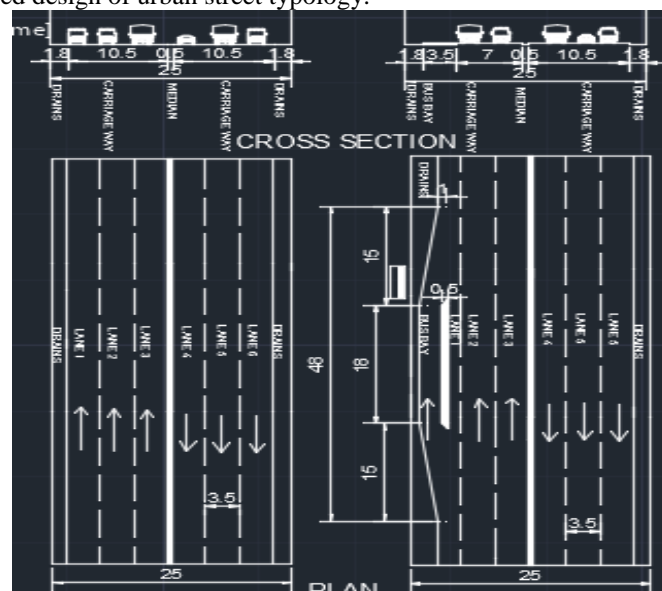 ed design of urban street typology.
me]
1.8 10.5 0.5 10.5 1.8
25
DRAINS
CARRIAGE WAY
MEDIAN
CARRIAGE WAY
DRAINS
1.8 3.5 7 0.5 10.5 1.8
25
DRAINS
BUS BAY
CARRIAGE WAY
MEDIAN
CARRIAGE WAY
DRAINS
CROSS SECTION
DRAINS
LANE 1
LANE 2
LANE 3
LANE 4
LANE 5
LANE 6
DRAINS
3.5
25
48
15
18
15
DRAINS
1
0.5
BUS BAY
LANE 1
LANE 2
LANE 3
LANE 4
LANE 5
LANE 6
DRAINS
3.5
25
PLAN